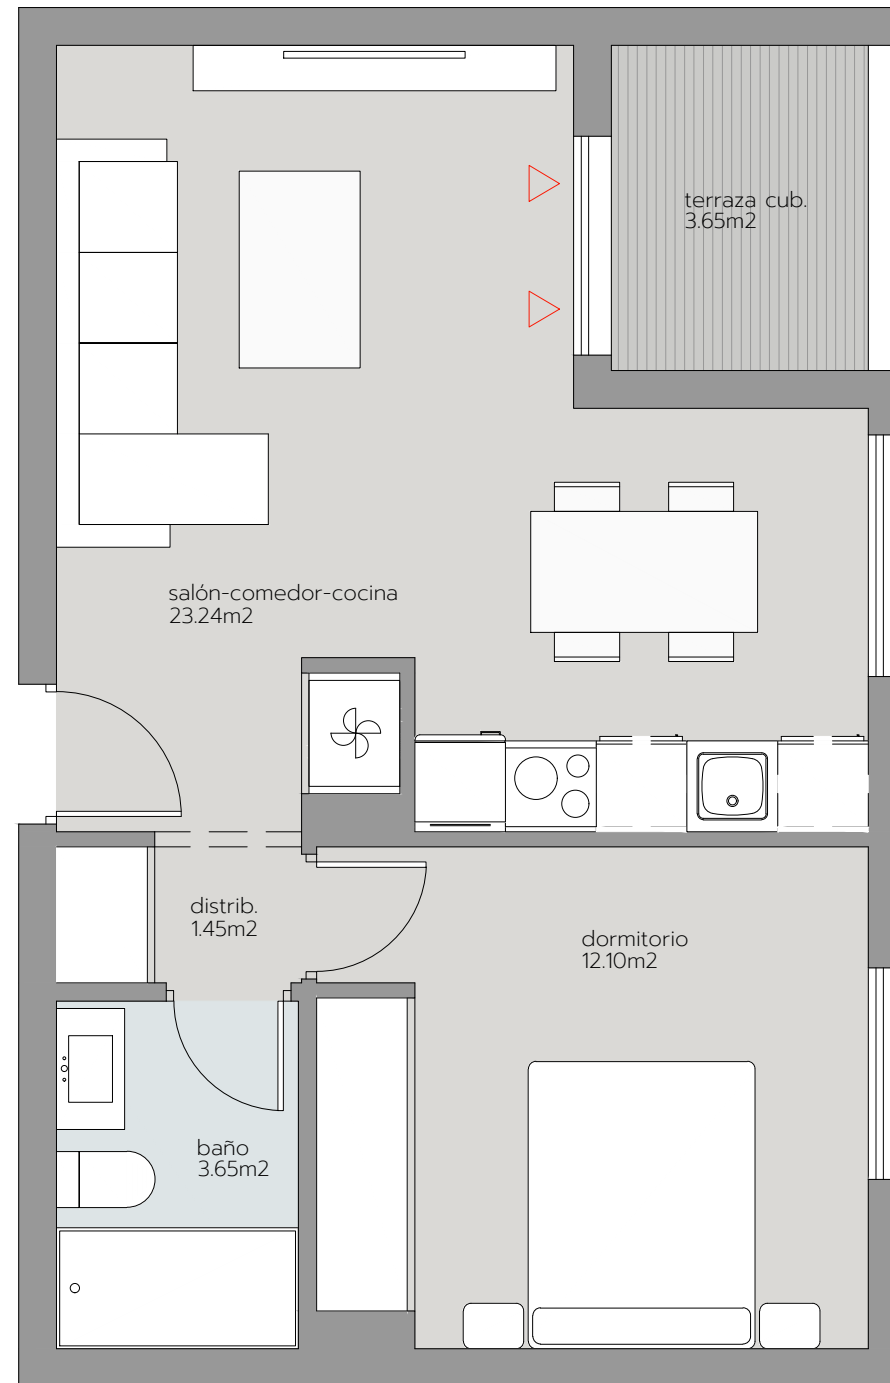 terraza cub.
3.65m2
salón-comedor-cocina
23.24m2
distrib.
1.45m2
dormitorio
12.10m2
baño
3.65m2